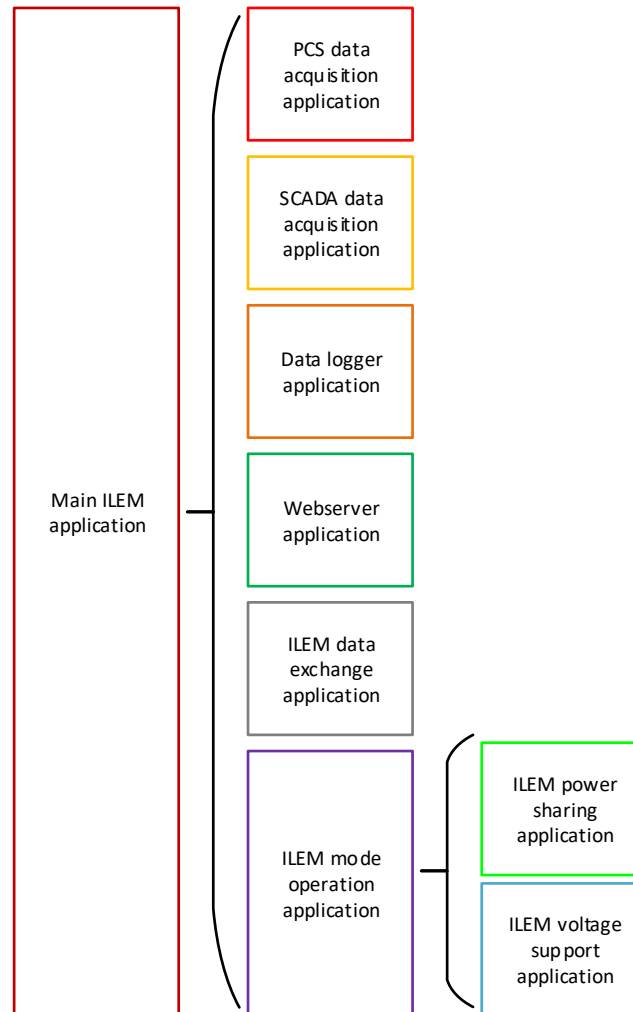 PCS data
acquisition
application
SCADA data
acquisition
application
Data logger
application
Main ILEM
application
Webserver
application
ILEM data
exchange
application
ILEM mode
operation
application
ILEM power
sharing
application
ILEM voltage
support
application